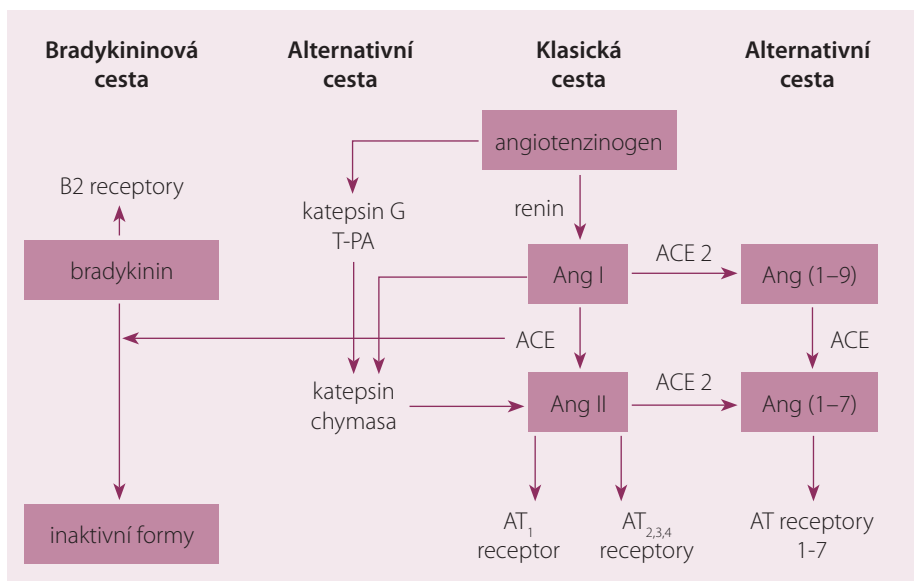 Bradykininová
cesta
Alternativní
cesta
Klasická
cesta
Alternativní
cesta
angiotenzinogen
B2 receptory
katepsin G
T-PA
renin
bradykinin
Ang I
ACE 2
Ang (1–9)
ACE
ACE
katepsin
chymasa
Ang II
ACE 2
Ang (1–7)
inaktivní formy
AT1
receptor
AT2,3,4
receptory
AT receptory
1-7